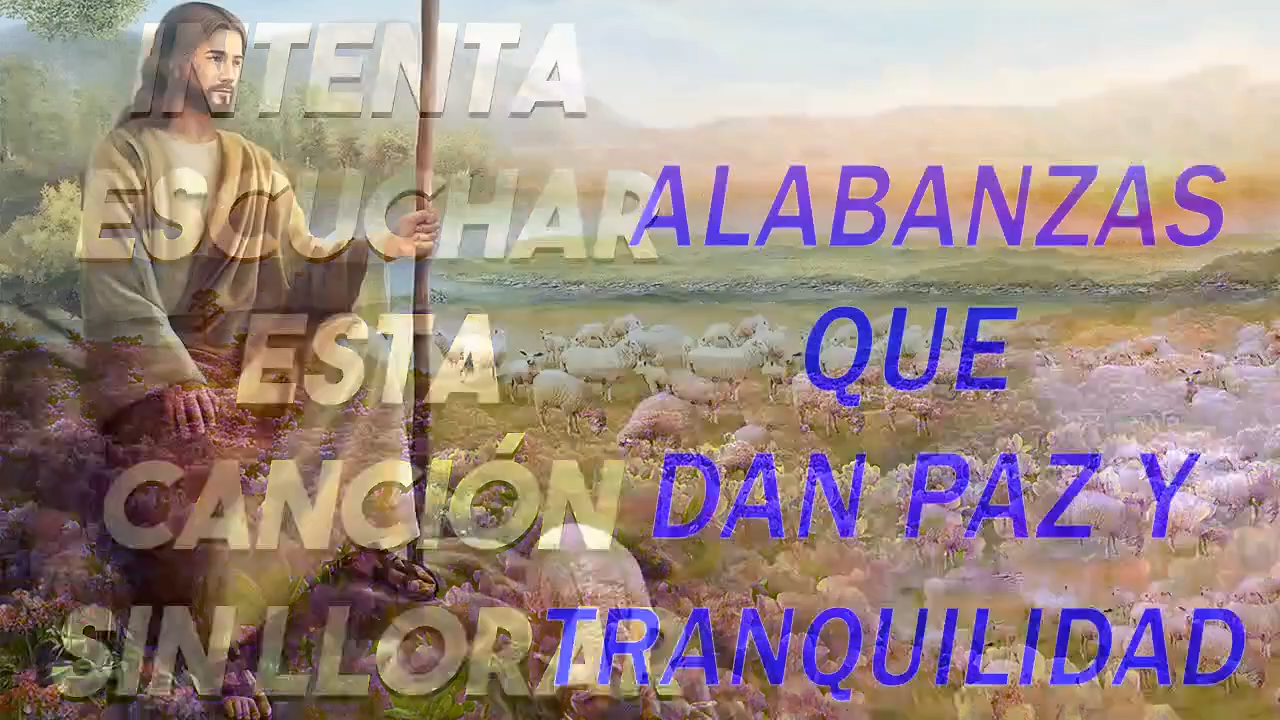 INTENTA
ESCUCHAR
ESTA
CANCIÓN
SIN LLORAR
ALABANZAS
QUE
DAN PAZ Y
TRANQUILIDAD